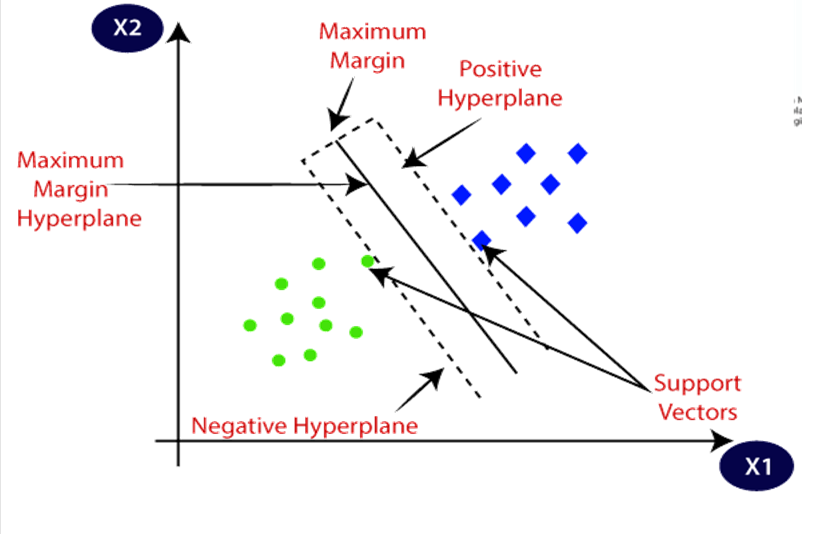 X2
Maximum
Margin
Positive
Hyperplane
Maximum
Margin
Hyperplane
Support
Vectors
Negative Hyperplane
X1